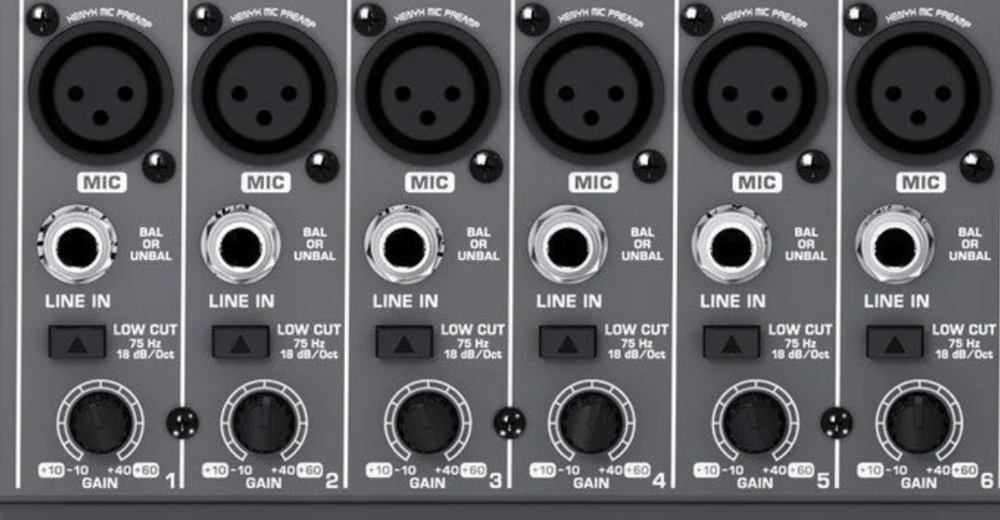 XENYX MIC PREAMP
MIC
BAL
OR
UNBAL
LINE IN
LOW CUT
75 Hz
18 dB/Oct
+10 -10 +40 +60
GAIN 1
XENYX MIC PREAMP
MIC
BAL
OR
UNBAL
LINE IN
LOW CUT
75 Hz
18 dB/Oct
+10 -10 +40 +60
GAIN 2
XENYX MIC PREAMP
MIC
BAL
OR
UNBAL
LINE IN
LOW CUT
75 Hz
18 dB/Oct
+10 -10 +40 +60
GAIN 3
XENYX MIC PREAMP
MIC
BAL
OR
UNBAL
LINE IN
LOW CUT
75 Hz
18 dB/Oct
+10 -10 +40 +60
GAIN 4
XENYX MIC PREAMP
MIC
BAL
OR
UNBAL
LINE IN
LOW CUT
75 Hz
18 dB/Oct
+10 -10 +40 +60
GAIN 5
XENYX MIC PREAMP
MIC
BAL
OR
UNBAL
LINE IN
LOW CUT
75 Hz
18 dB/Oct
+10 -10 +40 +60
GAIN 6